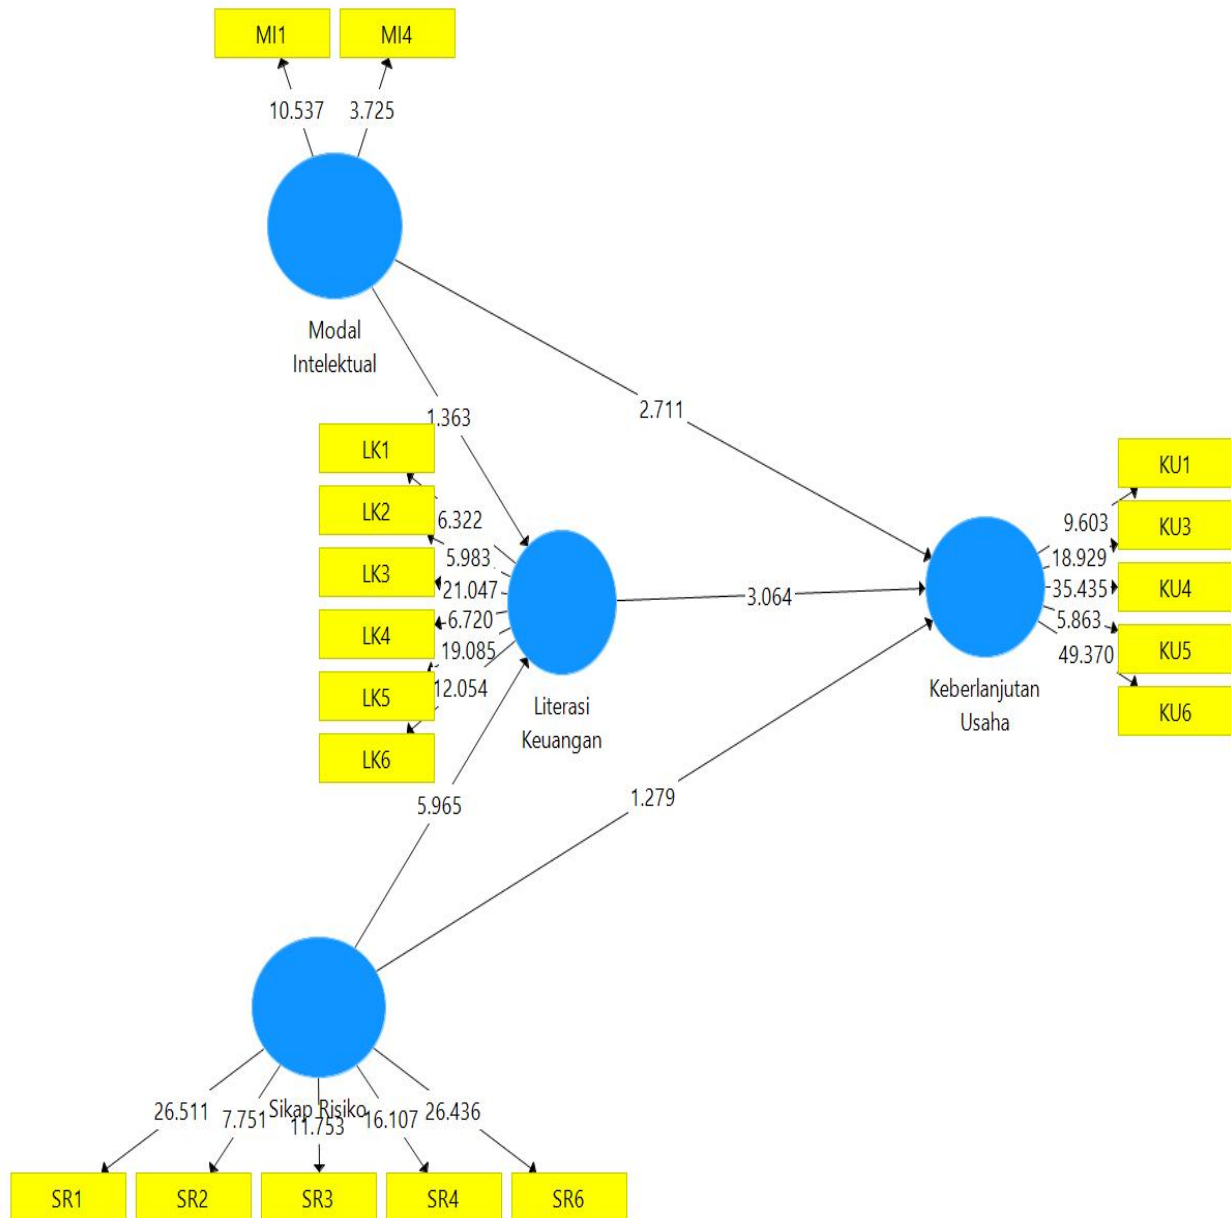 MI1 MI4
10.537 3.725
Modal
Intelektual
1.363
2.711
LK1
LK2
LK3
LK4
LK5
LK6
6.322
5.983
21.047
6.720
19.085
12.054
Literasi
Keuangan
3.064
KU1
KU3
KU4
KU5
KU6
9.603
18.929
35.435
5.863
49.370
Keberlanjutan
Usaha
5.965
1.279
Sikap Risiko
26.511 7.751 11.753 16.107 26.436
SR1 SR2 SR3 SR4 SR6